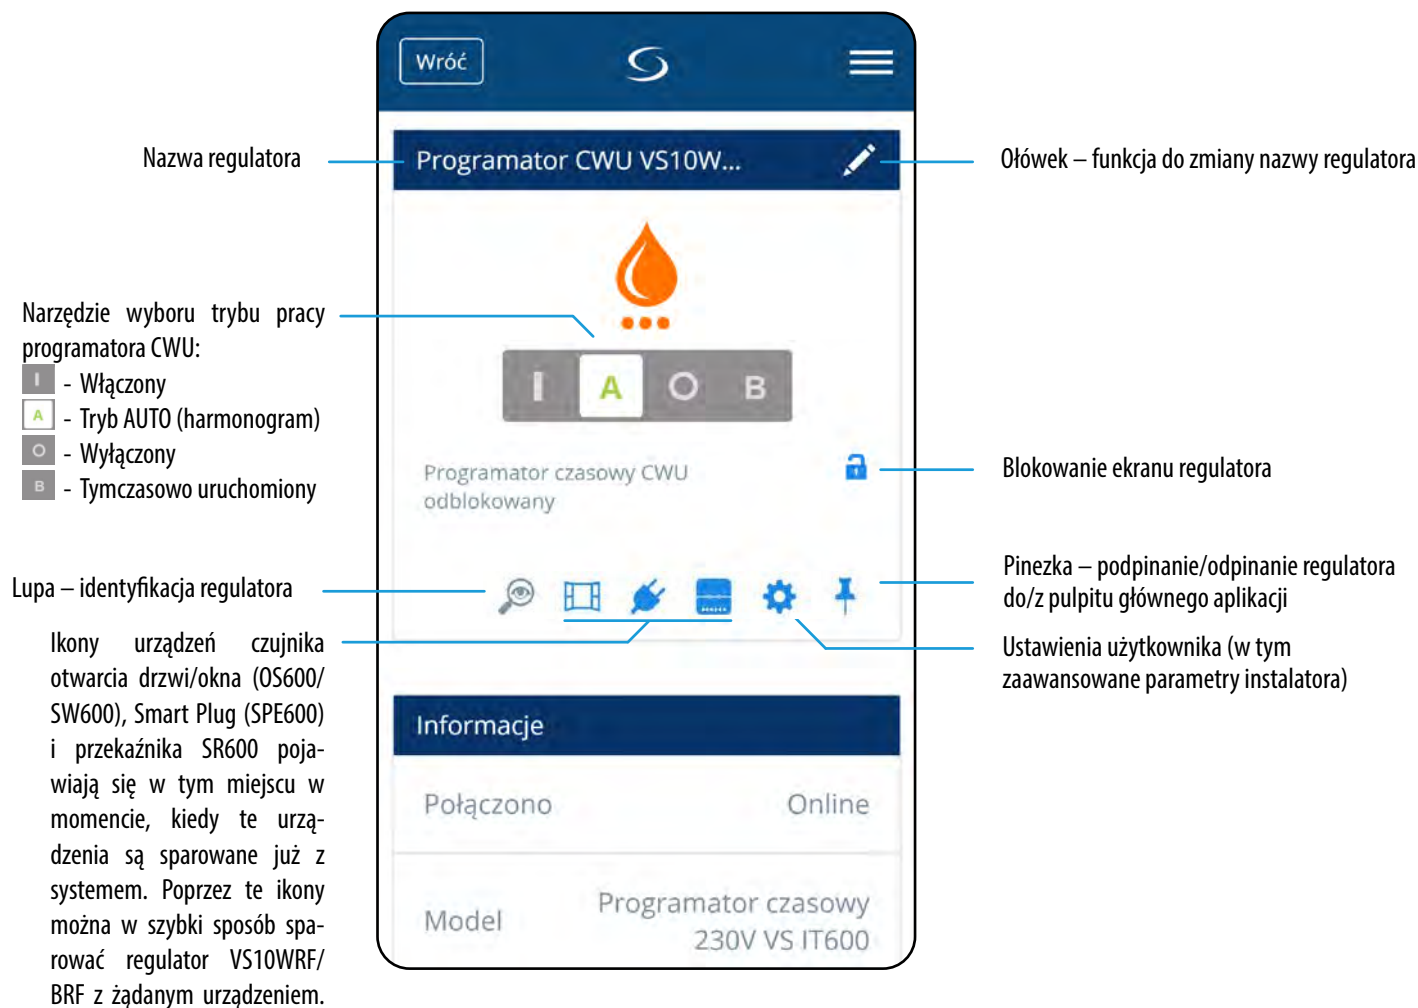 Wróć
Nazwa regulatora
Programator CWU VS10W...
Ołówek – funkcja do zmiany nazwy regulatora
Narzędzie wyboru trybu pracy
programatora CWU:
I - Włączony
A - Tryb AUTO (harmonogram)
O - Wyłączony
B - Tymczasowo uruchomiony
I A O B
Programator czasowy CWU
odblokowany
Blokowanie ekranu regulatora
Lupa – identyfikacja regulatora
Pinezka – podpinanie/odpinanie regulatora
do/z pulpitu głównego aplikacji
Ustawienia użytkownika (w tym
zaawansowane parametry instalatora)
Ikony urządzeń czujnika
otwarcia drzwi/okna (OS600/
SW600), Smart Plug (SPE600)
i przekaźnika SR600 poja-
wiają się w tym miejscu w
momencie, kiedy te urzą-
dzenia są sparowane już z
systemem. Poprzez te ikony
można w szybki sposób spa-
rować regulator VS10WRF/
BRF z żądanym urządzeniem.
Informacje
Połączono Online
Model Programator czasowy
230V VS IT600